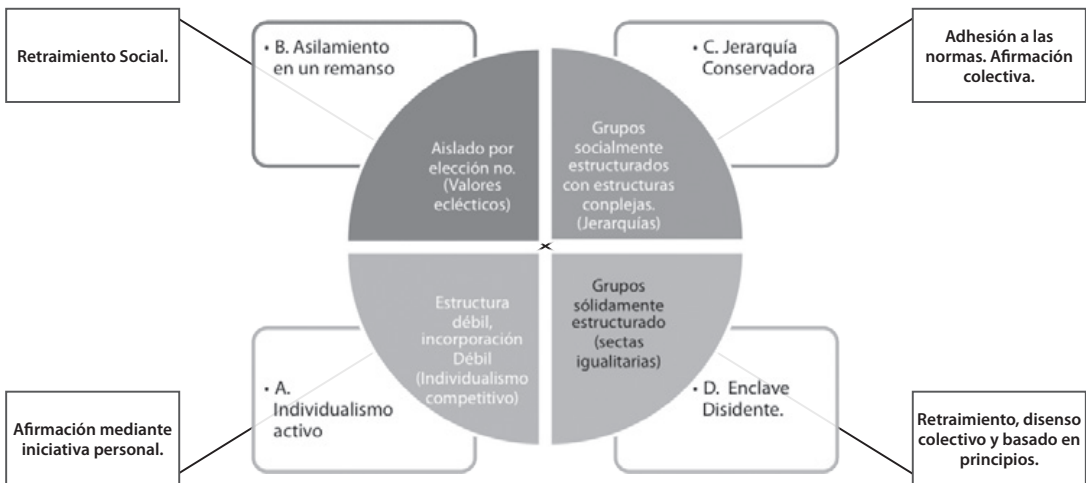 Retraimiento Social.
• B. Asilamiento
en un remanso
• C. Jerarquía
Conservadora
Adhesión a las
normas. Afirmación
colectiva.
Aislado por
elección no.
(Valores
eclécticos)
Grupos
socialmente
estructurados
con estructuras
conplejas.
(Jerarquías)
Estructura
débil,
incorporación
Débil
(Individualismo
competitivo)
Grupos
sólidamente
estructurado
(sectas
igualitarias)
• A.
Individualismo
activo
• D. Enclave
Disidente.
Afirmación mediante
iniciativa personal.
Retraimiento, disenso
colectivo y basado en
principios.